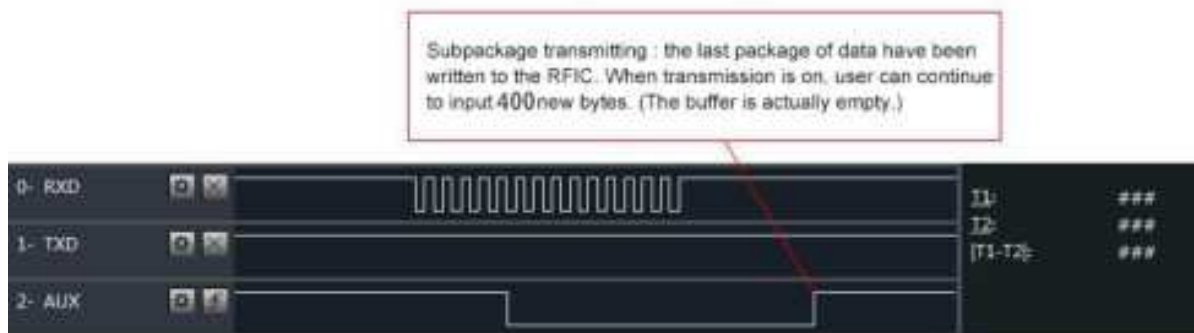 Subpackage transmitting : the last package of data have been
written to the RFIC. When transmission is on, user can continue
to input 400new bytes. (The buffer is actually empty.)
0- RXD
1- TXD
2- AUX
T1: ###
T2: ###
|T1-T2|: ###